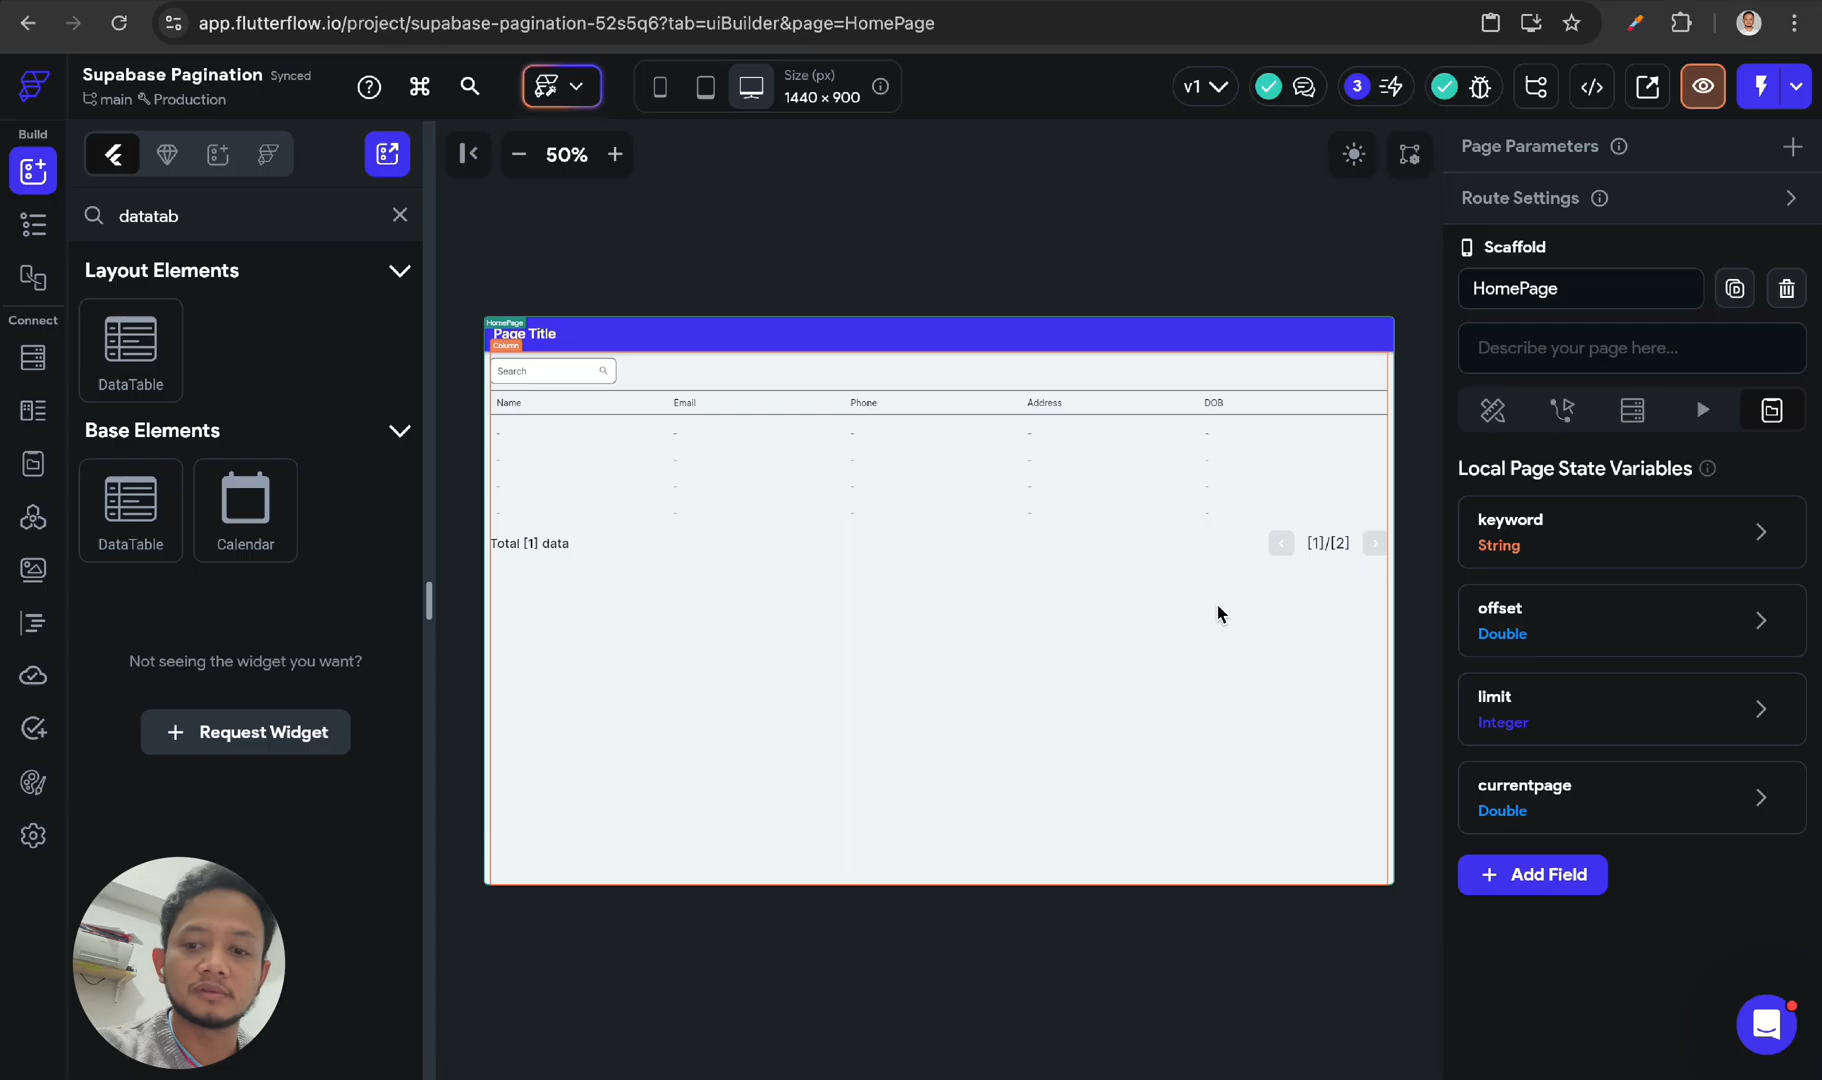 app.flutterflow.io/project/supabase-pagination-52s5q6?tab=uiBuilder&page=HomePage
Supabase Pagination Synced
main Production
Size (px)
1440 × 900
v1
3
Build
50%
Page Parameters
datatab
Route Settings
Layout Elements
Scaffold
HomePage
DataTable
Describe your page here...
Connect
Base Elements
DataTable
Calendar
HomePage
Page Title
Column
Search
Name Email Phone Address DOB
- - - - -
- - - - -
- - - - -
- - - - -
Total [1] data
[1]/[2]
Local Page State Variables
keyword
String
offset
Double
limit
Integer
currentpage
Double
+ Add Field
Not seeing the widget you want?
+ Request Widget